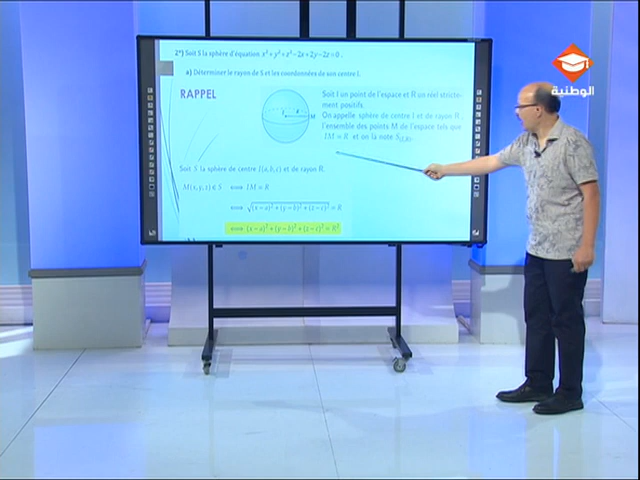 2°) Soit S la sphère d'équation x² + y² + z² - 2x + 2y - 2z = 0 .
a) Déterminer le rayon de S et les coordonnées de son centre I.
RAPPEL
Soit I un point de l'espace et R un réel stricte-
ment positifs.
On appelle sphère de centre I et de rayon R,
l'ensemble des points M de l'espace tels que
IM = R et on la note S(I,R).
I R M
Soit S la sphère de centre I(a,b,c) et de rayon R.
M(x,y,z) ∈ S ⟺ IM = R
⟺ √(x-a)² + (y-b)² + (z-c)² = R
⟺ (x-a)² + (y-b)² + (z-c)² = R²
الوطنية